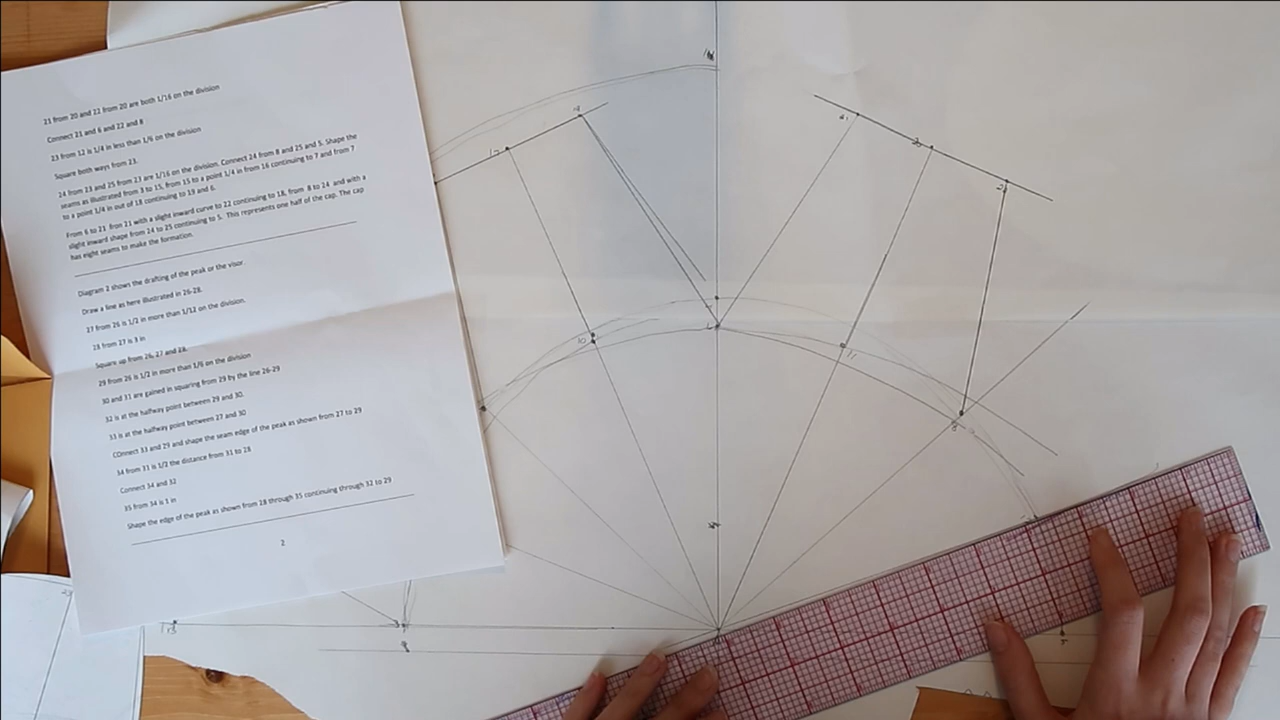 21 from 20 and 22 from 20 are both 1/16 on the division
Connect 21 and 6 and 22 and 8
23 from 12 is 1/4 in less than 1/6 on the division
Square both ways from 23.
24 from 23 and 25 from 23 are 1/16 on the division. Connect 24 from 8 and 25 and 5. Shape the
seams as illustrated from 3 to 15, from 15 to a point 1/4 in from 16 continuing to 7 and from 7
to a point 1/4 in out of 18 continuing to 19 and 6.
From 6 to 21 from 21 with a slight inward curve to 22 continuing to 18, from 8 to 24 and with a
slight inward shape from 24 to 25 continuing to 5. This represents one half of the cap. The cap
has eight seams to make the formation.
Diagram 2 shows the drafting of the peak or the visor.
Draw a line as here illustrated in 26-28.
27 from 26 is 1/2 in more than 1/12 on the division.
28 from 27 is 3 in
Square up from 26, 27 and 28.
29 from 26 is 1/2 in more than 1/6 on the division
30 and 31 are gained in squaring from 29 by the line 26-29
32 is at the halfway point between 29 and 30.
33 is at the halfway point between 27 and 30
COnnect 33 and 29 and shape the seam edge of the peak as shown from 27 to 29
34 from 31 is 1/2 the distance from 31 to 28
Connect 34 and 32
35 from 34 is 1 in
Shape the edge of the peak as shown from 28 through 35 continuing through 32 to 29
2